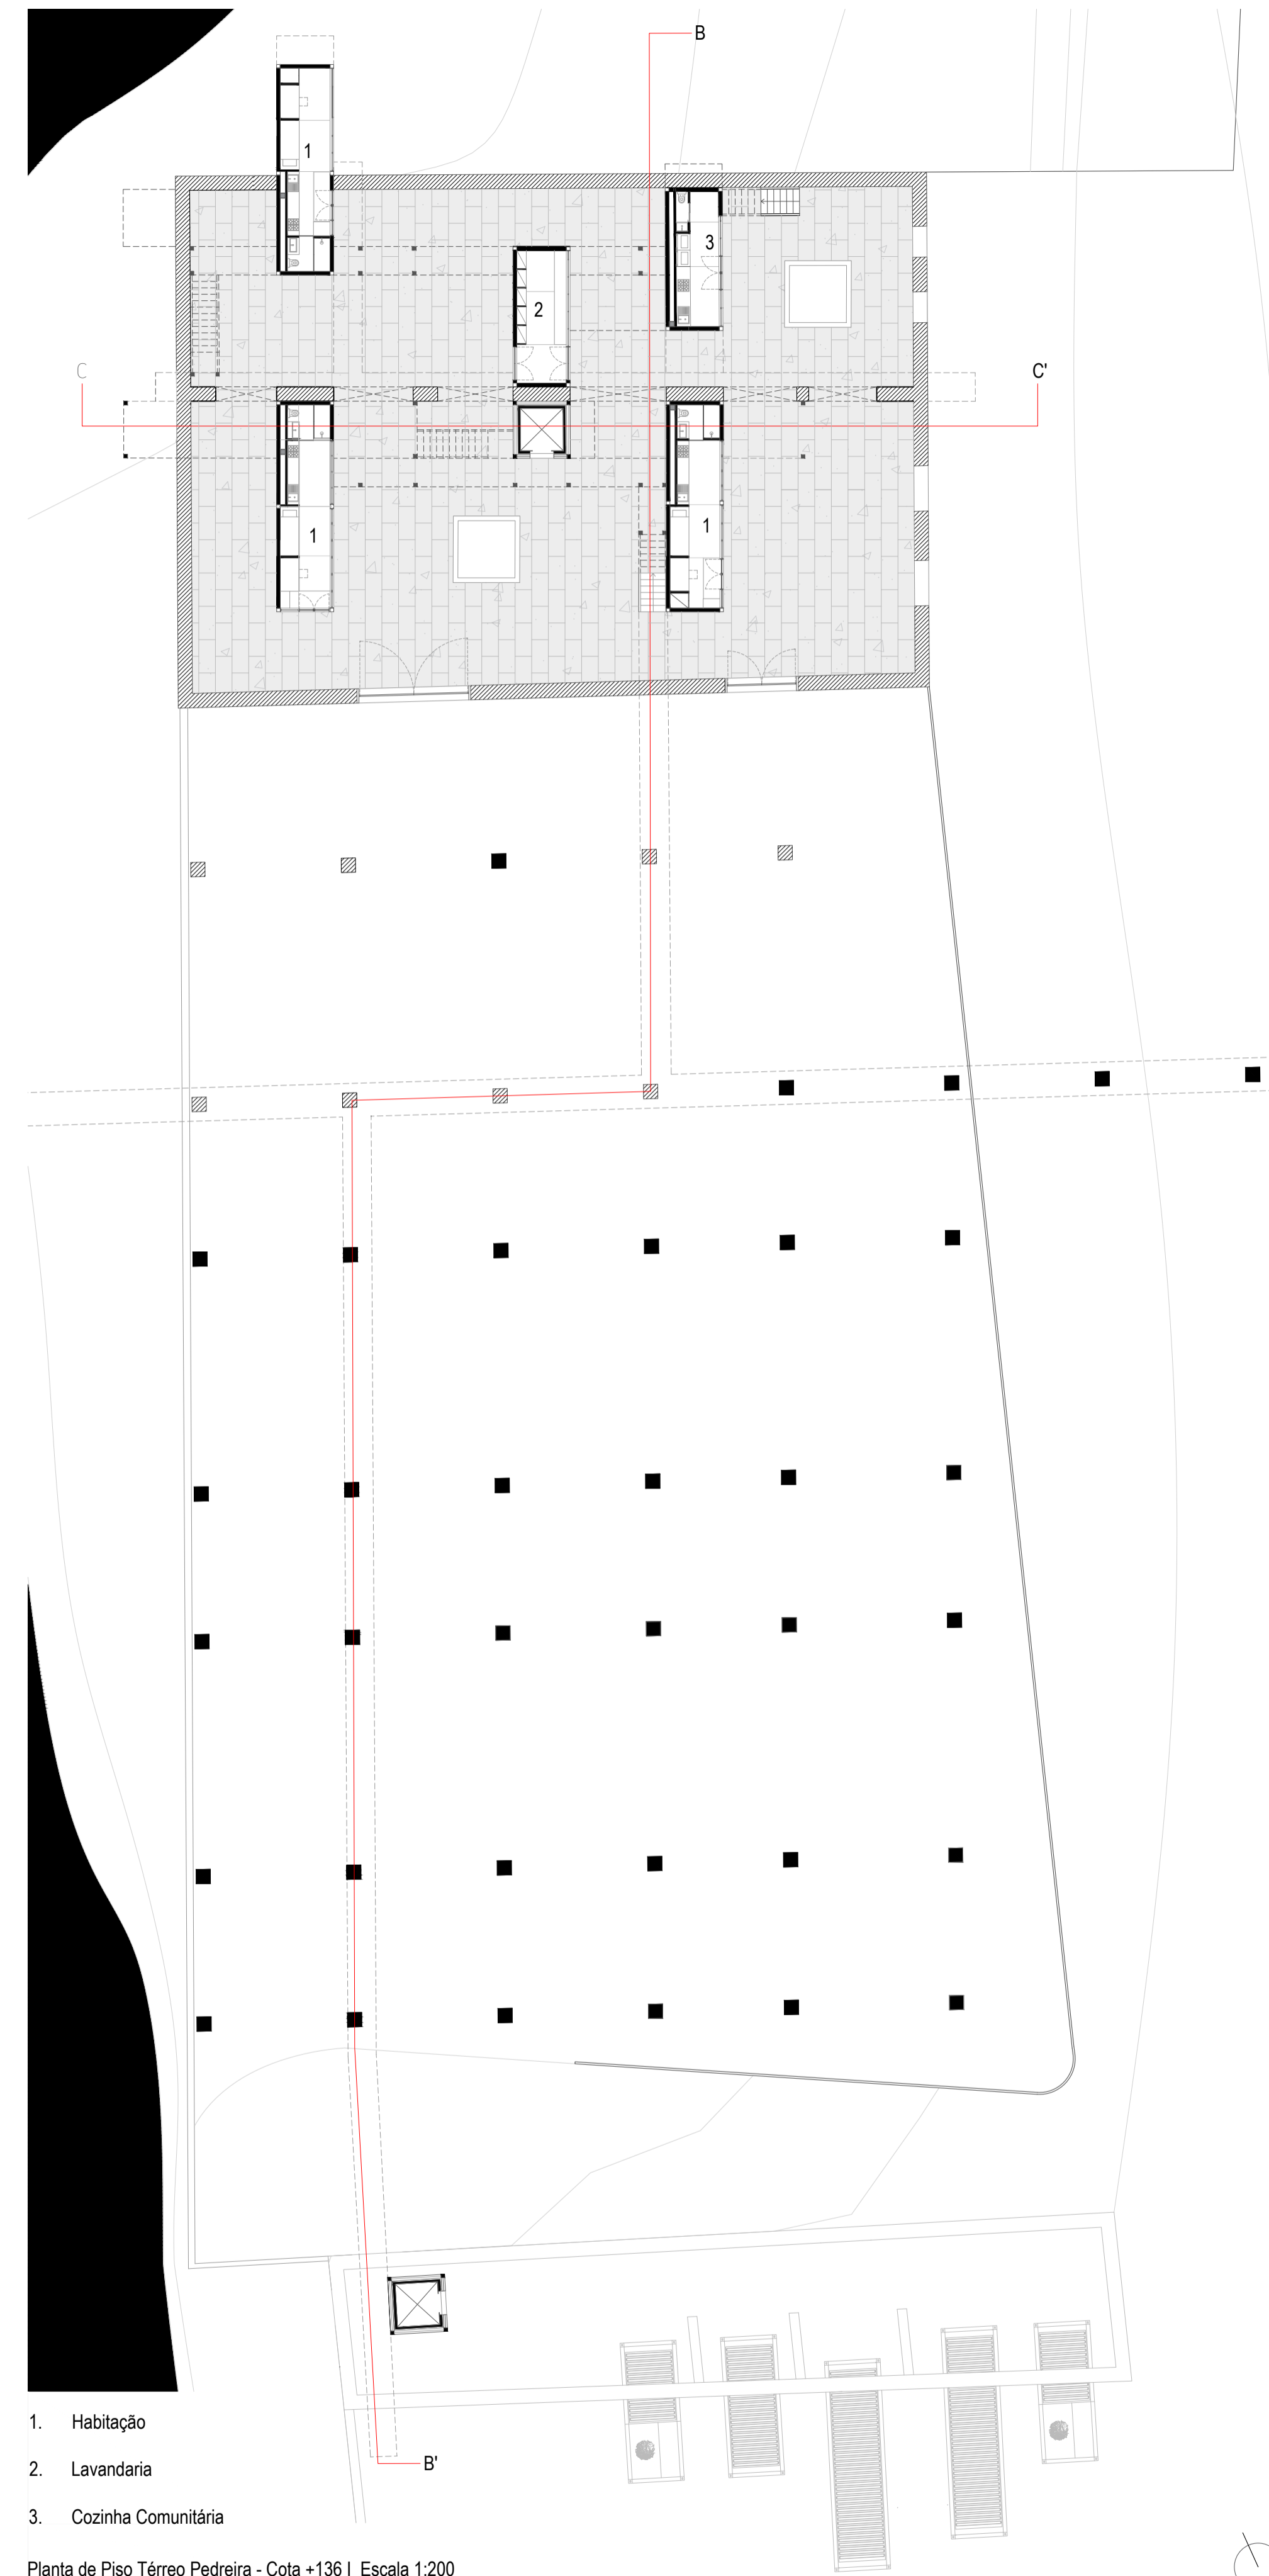 B
1
3
2
C
C'
1
1
B'
1. Habitação
2. Lavandaria
3. Cozinha Comunitária
Planta de Piso Térreo Pedreira - Cota +136 I Escala 1:200